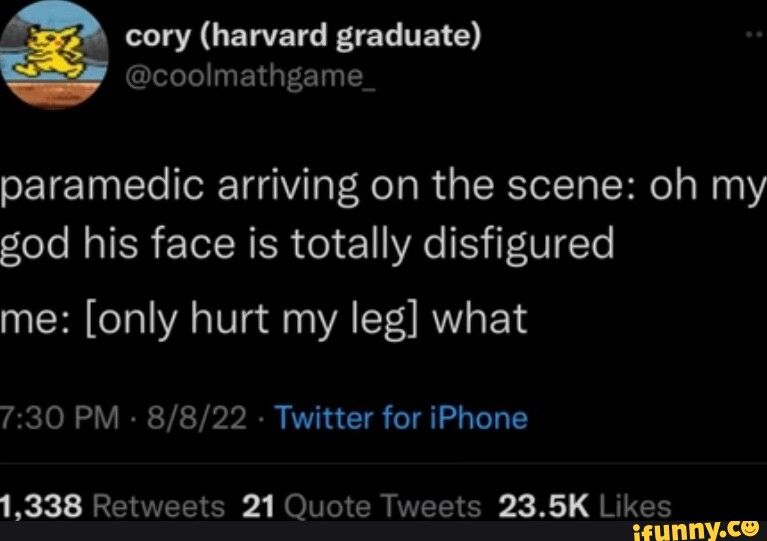 cory (harvard graduate)
@coolmathgame_
paramedic arriving on the scene: oh my
god his face is totally disfigured
me: [only hurt my leg] what
7:30 PM · 8/8/22 · Twitter for iPhone
1,338 Retweets 21 Quote Tweets 23.5K Likes
ifunny.co